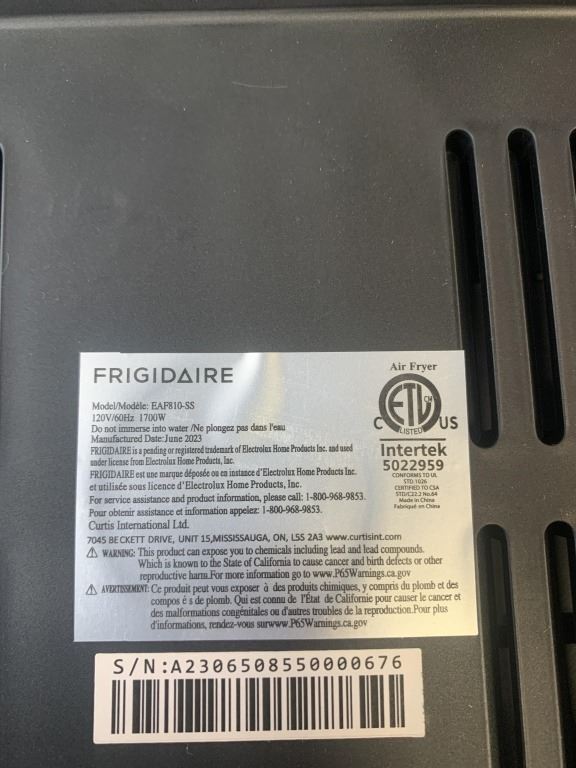 FRIGIDAIRE
Air Fryer
Model/Modèle: EAF810-SS
120V/60Hz 1700W
Do not immerse into water /Ne plongez pas dans l'eau
Manufactured Date:June 2023
FRIGIDAIRE is a pending or registered trademark of Electrolux Home Products Inc. and used
under license from Electrolux Home Products, Inc.
FRIGIDAIRE est une marque déposée ou en instance d'Electrolux Home Products Inc.
et utilisée sous licence d'Electrolux Home Products, Inc.
For service assistance and product information, please call: 1-800-968-9853.
Pour obtenir assistance et information appelez: 1-800-968-9853.
Curtis International Ltd.
7045 BECKETT DRIVE, UNIT 15,MISSISSAUGA, ON, L5S 2A3 www.curtisint.com
ETL CM
LISTED
C US
Intertek
5022959
CONFORMS TO UL
STD.1026
CERTIFIED TO CSA
STD/C22.2 No.64
Made in China
Fabriqué en China
WARNING: This product can expose you to chemicals including lead and lead compounds.
Which is known to the State of California to cause cancer and birth defects or other
reproductive harm.For more information go to www.P65Warnings.ca.gov
AVERTISSEMENT: Ce produit peut vous exposer à des produits chimiques, y compris du plomb et des
compos é s de plomb. Qui est connu de l'État de Californie pour causer le cancer et
des malformations congénitales ou d'autres troubles de la reproduction.Pour plus
d'informations, rendez-vous surwww.P65Warnings.ca.gov
S/N:A2306508550000676